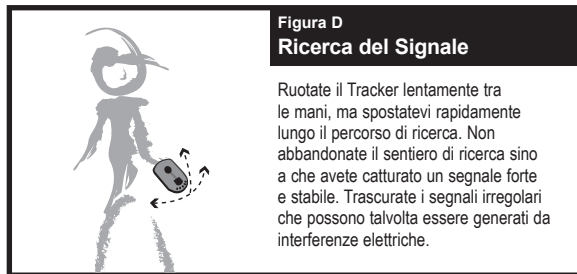 Figura D
Ricerca del Signale
Ruotate il Tracker lentamente tra
le mani, ma spostatevi rapidamente
lungo il percorso di ricerca. Non
abbandonate il sentiero di ricerca sino
a che avete catturato un segnale forte
e stabile. Trascurate i segnali irregolari
che possono talvolta essere generati da
interferenze elettriche.